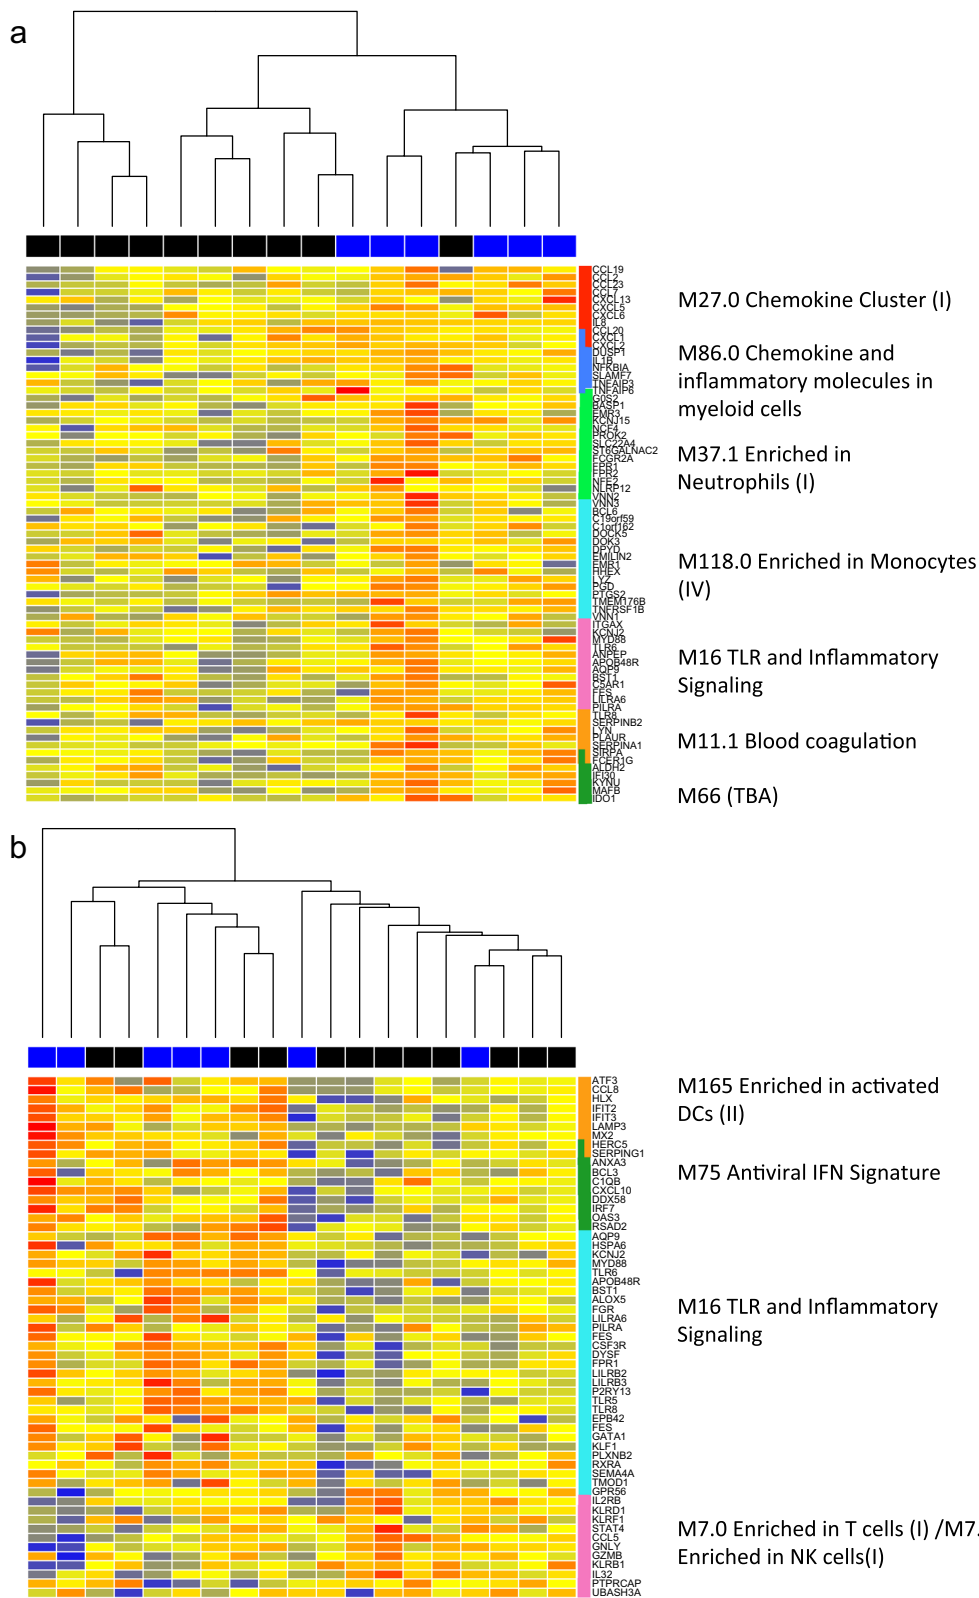 a
CCL19
CCL2
CCL23
CCL7
CXCL13
CXCL5
CXCL6
IL8
CCL20
CXCL1
CXCL2
DUSP1
IL1B
NFKBIA
SLAMF7
TNFAIP3
TNFAIP6
G0S2
BASP1
EMR3
KCNJ15
NCF4
PROK2
SLC22A4
ST6GALNAC2
FCGR2A
FPR1
FPR2
NFE2
NLRP12
VNN2
VNN3
BCL6
C19orf59
C1orf162
DOCK5
DOK3
DPYD
EMILIN2
EMR1
HHEX
LYZ
PGD
PTGS2
TMEM176B
TNFRSF1B
VNN1
ITGAX
KCNJ2
MYD88
TLR6
ANPEP
APOB48R
AQP9
BST1
C5AR1
FES
LILRA6
PILRA
TLR8
SERPINB2
LYN
PLAUR
SERPINA1
SIRPA
FCER1G
ALDH2
IFI30
KYNU
MAFB
IDO1
M27.0 Chemokine Cluster (I)
M86.0 Chemokine and
inflammatory molecules in
myeloid cells
M37.1 Enriched in
Neutrophils (I)
M118.0 Enriched in Monocytes
(IV)
M16 TLR and Inflammatory
Signaling
M11.1 Blood coagulation
M66 (TBA)
b
ATF3
CCL8
HLX
IFIT2
IFIT3
LAMP3
MX2
HERC5
SERPING1
ANXA3
BCL3
C1QB
CXCL10
DDX58
IRF7
OAS3
RSAD2
AQP9
HSPA6
KCNJ2
MYD88
TLR6
APOB48R
BST1
ALOX5
FGR
LILRA6
PILRA
FES
CSF3R
DYSF
FPR1
LILRB2
LILRB3
P2RY13
TLR5
TLR8
EPB42
FES
GATA1
KLF1
PLXNB2
RXRA
SEMA4A
TMOD1
GPR56
IL2RB
KLRD1
KLRF1
STAT4
CCL5
GNLY
GZMB
KLRB1
IL32
PTPRCAP
UBASH3A
M165 Enriched in activated
DCs (II)
M75 Antiviral IFN Signature
M16 TLR and Inflammatory
Signaling
M7.0 Enriched in T cells (I) /M7.
Enriched in NK cells(I)